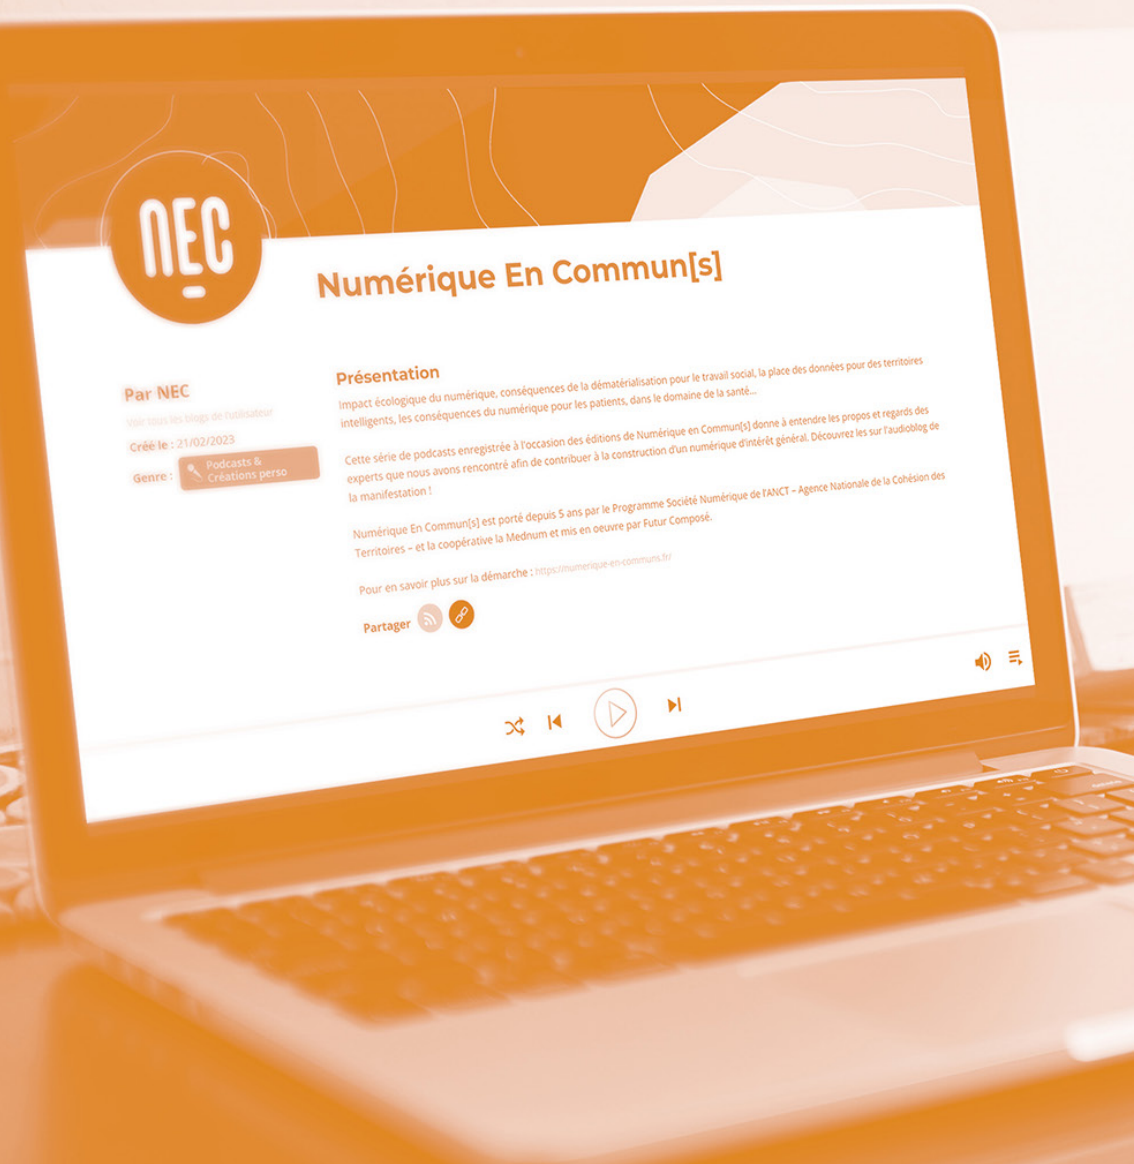 NEC
Numérique En Commun[s]
Par NEC
Voir tous les blogs de l'utilisateur
Créé le : 21/02/2023
Genre : Podcasts &
Créations perso
Présentation
Impact écologique du numérique, conséquences de la dématérialisation pour le travail social, la place des données pour des territoires
intelligents, les conséquences du numérique pour les patients, dans le domaine de la santé...
Cette série de podcasts enregistrée à l'occasion des éditions de Numérique en Commun[s] donne à entendre les propos et regards des
experts que nous avons rencontré afin de contribuer à la construction d'un numérique d'intérêt général. Découvrez les sur l'audioblog de
la manifestation !
Numérique En Commun[s] est porté depuis 5 ans par le Programme Société Numérique de l'ANCT – Agence Nationale de la Cohésion des
Territoires – et la coopérative la Mednum et mis en oeuvre par Futur Composé.
Pour en savoir plus sur la démarche : https://numerique-en-communs.fr/
Partager